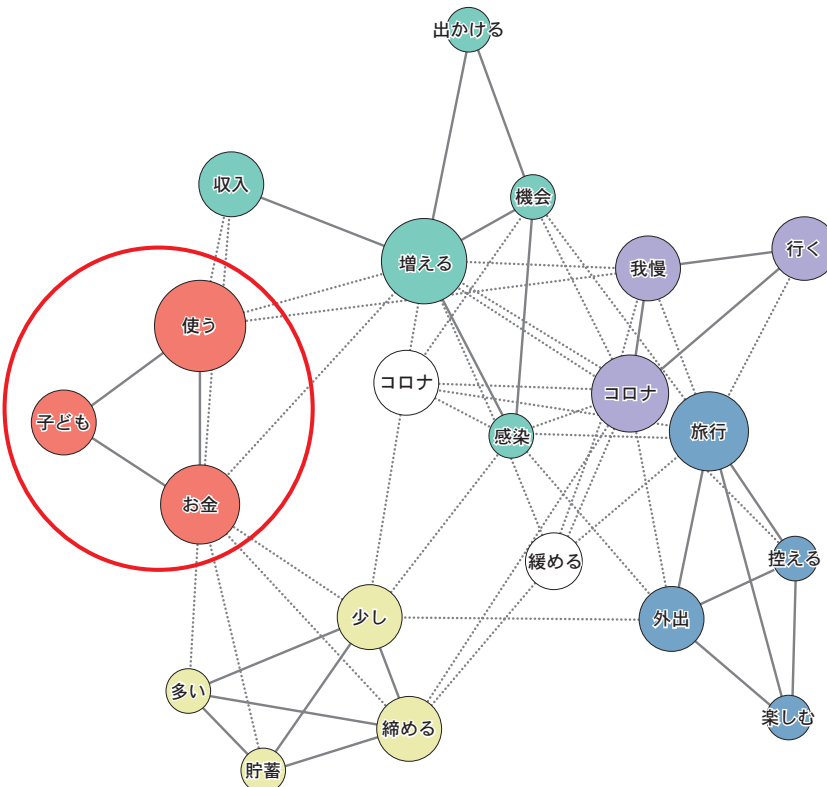 出かける
収入
機会
増える
我慢
行く
使う
コロナ
コロナ
子ども
感染
旅行
お金
緩める
控える
少し
外出
多い
締める
楽しむ
貯蓄